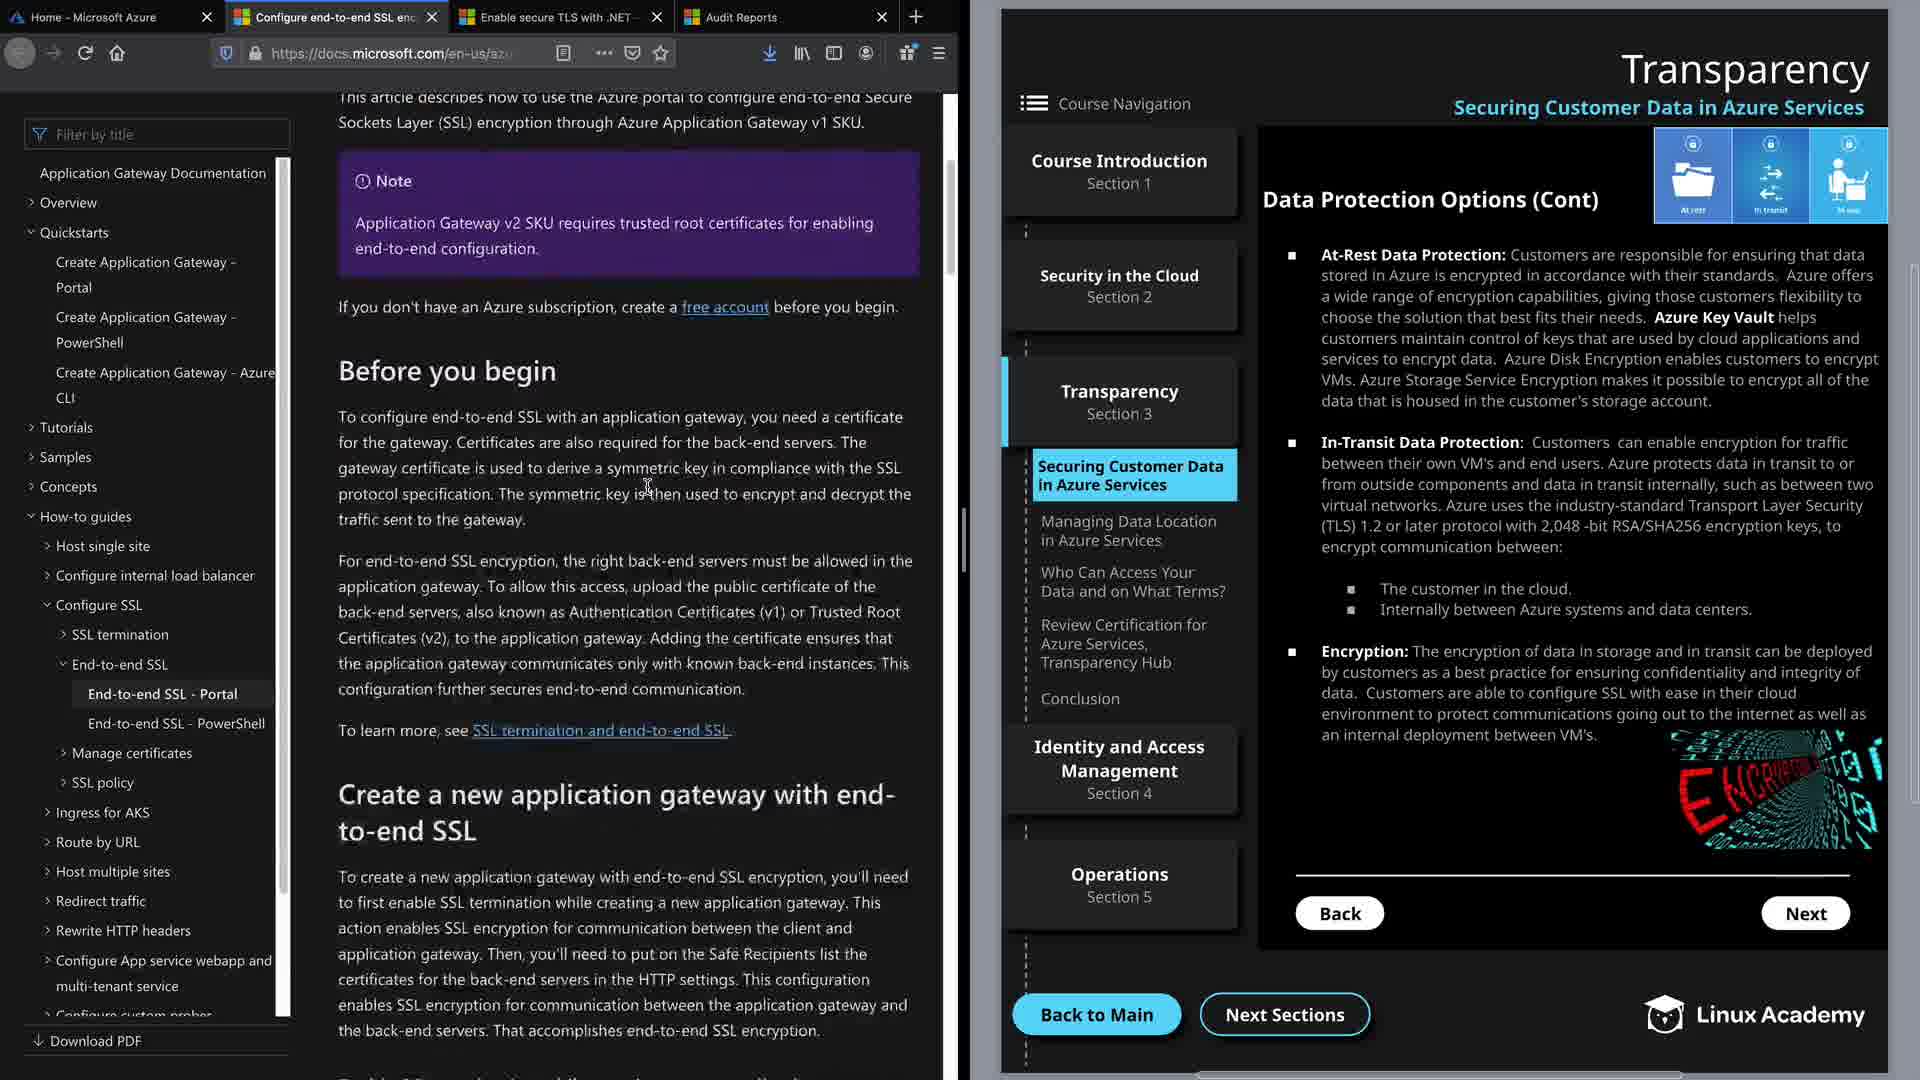 Home - Microsoft Azure
Configure end-to-end SSL enc
Enable secure TLS with .NET
Audit Reports
https://docs.microsoft.com/en-us/azu
Filter by title
Application Gateway Documentation
Overview
Quickstarts
Create Application Gateway -
Portal
Create Application Gateway -
PowerShell
Create Application Gateway - Azure
CLI
Tutorials
Samples
Concepts
How-to guides
Host single site
Configure internal load balancer
Configure SSL
SSL termination
End-to-end SSL
End-to-end SSL - Portal
End-to-end SSL - PowerShell
Manage certificates
SSL policy
Ingress for AKS
Route by URL
Host multiple sites
Redirect traffic
Rewrite HTTP headers
Configure App service webapp and
multi-tenant service
Configure custom probes
Download PDF
This article describes how to use the Azure portal to configure end-to-end Secure
Sockets Layer (SSL) encryption through Azure Application Gateway v1 SKU.
Note
Application Gateway v2 SKU requires trusted root certificates for enabling
end-to-end configuration.
If you don't have an Azure subscription, create a free account before you begin.
Before you begin
To configure end-to-end SSL with an application gateway, you need a certificate
for the gateway. Certificates are also required for the back-end servers. The
gateway certificate is used to derive a symmetric key in compliance with the SSL
protocol specification. The symmetric key is then used to encrypt and decrypt the
traffic sent to the gateway.
For end-to-end SSL encryption, the right back-end servers must be allowed in the
application gateway. To allow this access, upload the public certificate of the
back-end servers, also known as Authentication Certificates (v1) or Trusted Root
Certificates (v2), to the application gateway. Adding the certificate ensures that
the application gateway communicates only with known back-end instances. This
configuration further secures end-to-end communication.
To learn more, see SSL termination and end-to-end SSL.
Create a new application gateway with end-
to-end SSL
To create a new application gateway with end-to-end SSL encryption, you'll need
to first enable SSL termination while creating a new application gateway. This
action enables SSL encryption for communication between the client and
application gateway. Then, you'll need to put on the Safe Recipients list the
certificates for the back-end servers in the HTTP settings. This configuration
enables SSL encryption for communication between the application gateway and
the back-end servers. That accomplishes end-to-end SSL encryption.
Transparency
Securing Customer Data in Azure Services
Course Navigation
Course Introduction
Section 1
Security in the Cloud
Section 2
Transparency
Section 3
Securing Customer Data
in Azure Services
Managing Data Location
in Azure Services
Who Can Access Your
Data and on What Terms?
Review Certification for
Azure Services,
Transparency Hub
Conclusion
Identity and Access
Management
Section 4
Operations
Section 5
Data Protection Options (Cont)
At rest
In transit
In use
At-Rest Data Protection: Customers are responsible for ensuring that data
stored in Azure is encrypted in accordance with their standards. Azure offers
a wide range of encryption capabilities, giving those customers flexibility to
choose the solution that best fits their needs. Azure Key Vault helps
customers maintain control of keys that are used by cloud applications and
services to encrypt data. Azure Disk Encryption enables customers to encrypt
VMs. Azure Storage Service Encryption makes it possible to encrypt all of the
data that is housed in the customer's storage account.
In-Transit Data Protection: Customers can enable encryption for traffic
between their own VM's and end users. Azure protects data in transit to or
from outside components and data in transit internally, such as between two
virtual networks. Azure uses the industry-standard Transport Layer Security
(TLS) 1.2 or later protocol with 2,048 -bit RSA/SHA256 encryption keys, to
encrypt communication between:
The customer in the cloud.
Internally between Azure systems and data centers.
Encryption: The encryption of data in storage and in transit can be deployed
by customers as a best practice for ensuring confidentiality and integrity of
data. Customers are able to configure SSL with ease in their cloud
environment to protect communications going out to the internet as well as
an internal deployment between VM's.
ENCRYPTION
Back
Next
Back to Main
Next Sections
Linux Academy